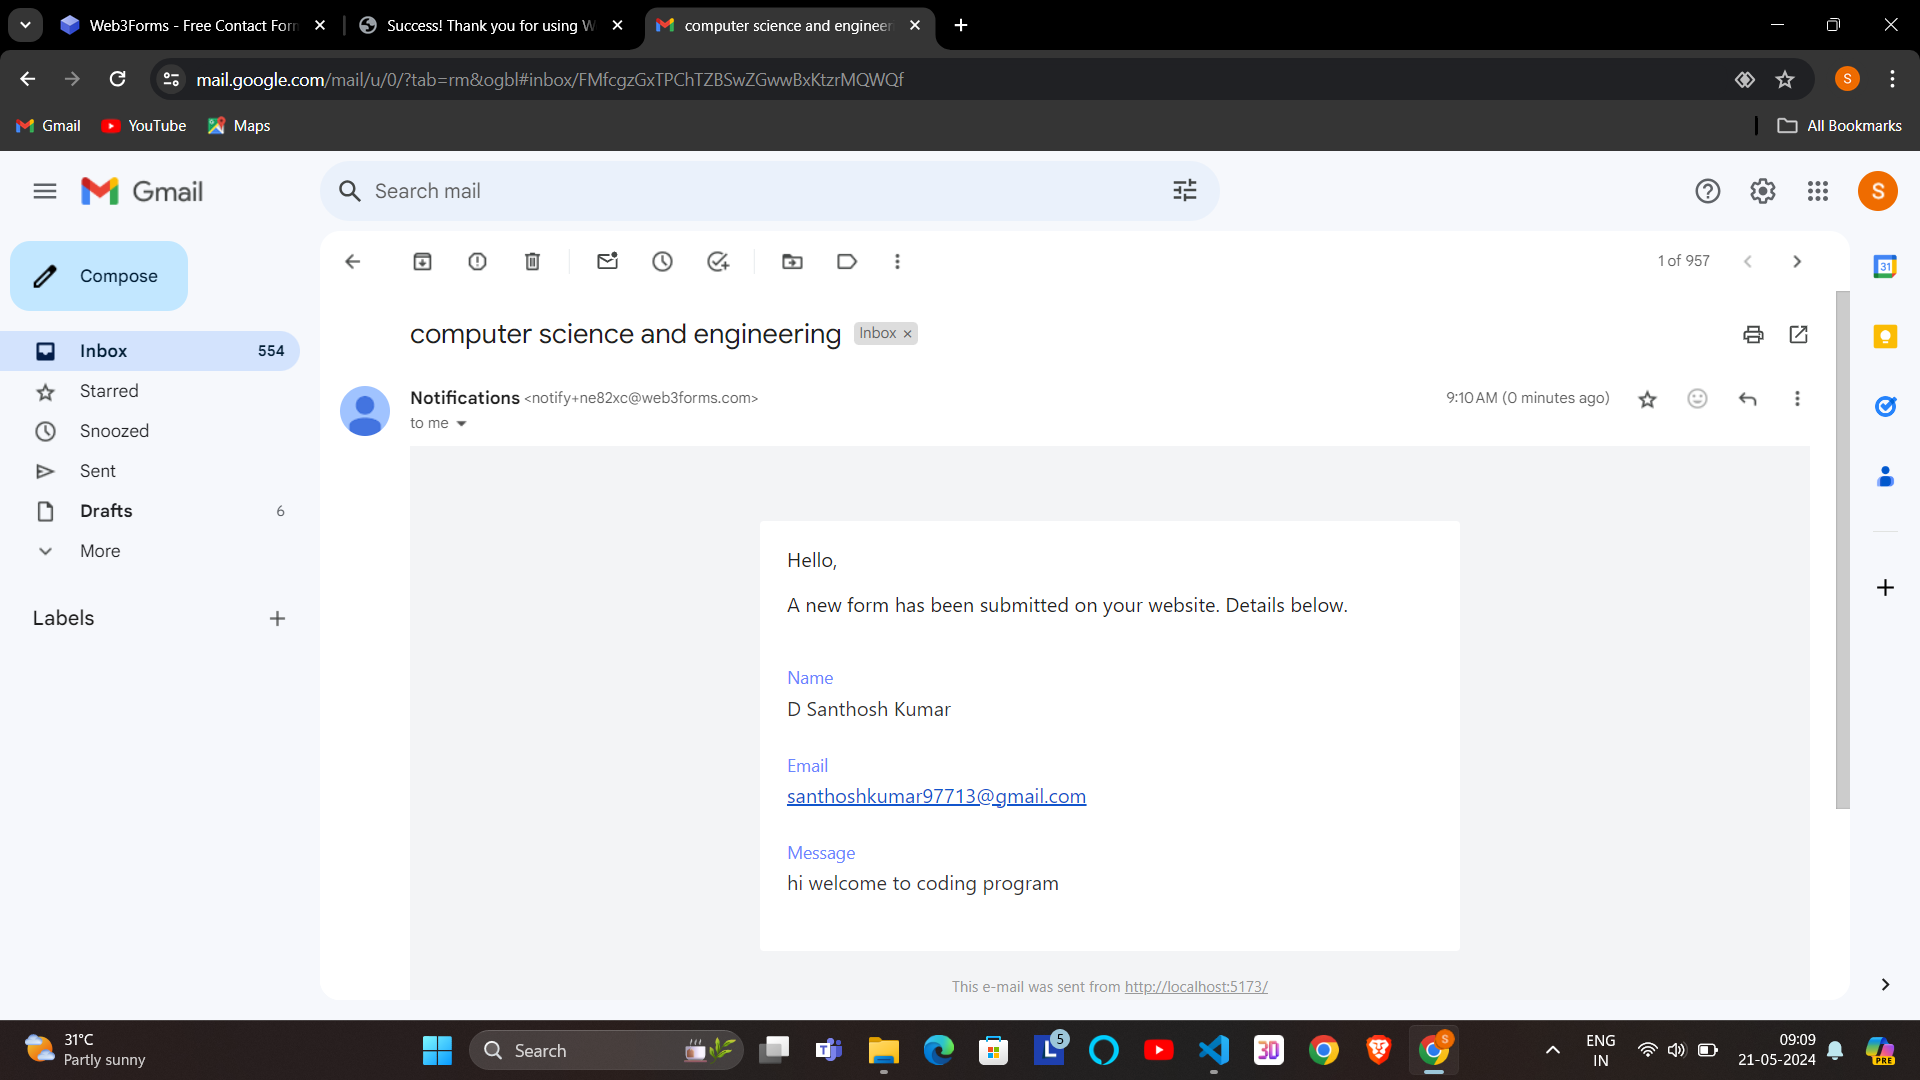 Web3Forms - Free Contact Form
Success! Thank you for using W
computer science and engineer
mail.google.com/mail/u/0/?tab=rm&ogbl#inbox/FMfcgzGxTPChTZBSwZGwwBxKtzrMQWQf
S
Gmail
YouTube
Maps
All Bookmarks
Gmail
Search mail
S
Compose
1 of 957
31
computer science and engineering
Inbox ×
Inbox
554
Starred
Snoozed
Sent
Drafts
6
More
Labels
Notifications <notify+ne82xc@web3forms.com>
9:10 AM (0 minutes ago)
to me
Hello,
A new form has been submitted on your website. Details below.
Name
D Santhosh Kumar
Email
santhoshkumar97713@gmail.com
Message
hi welcome to coding program
This e-mail was sent from http://localhost:5173/
31°C
Partly sunny
Search
T
L
5
3D
S
ENG
IN
09:09
21-05-2024
PRE